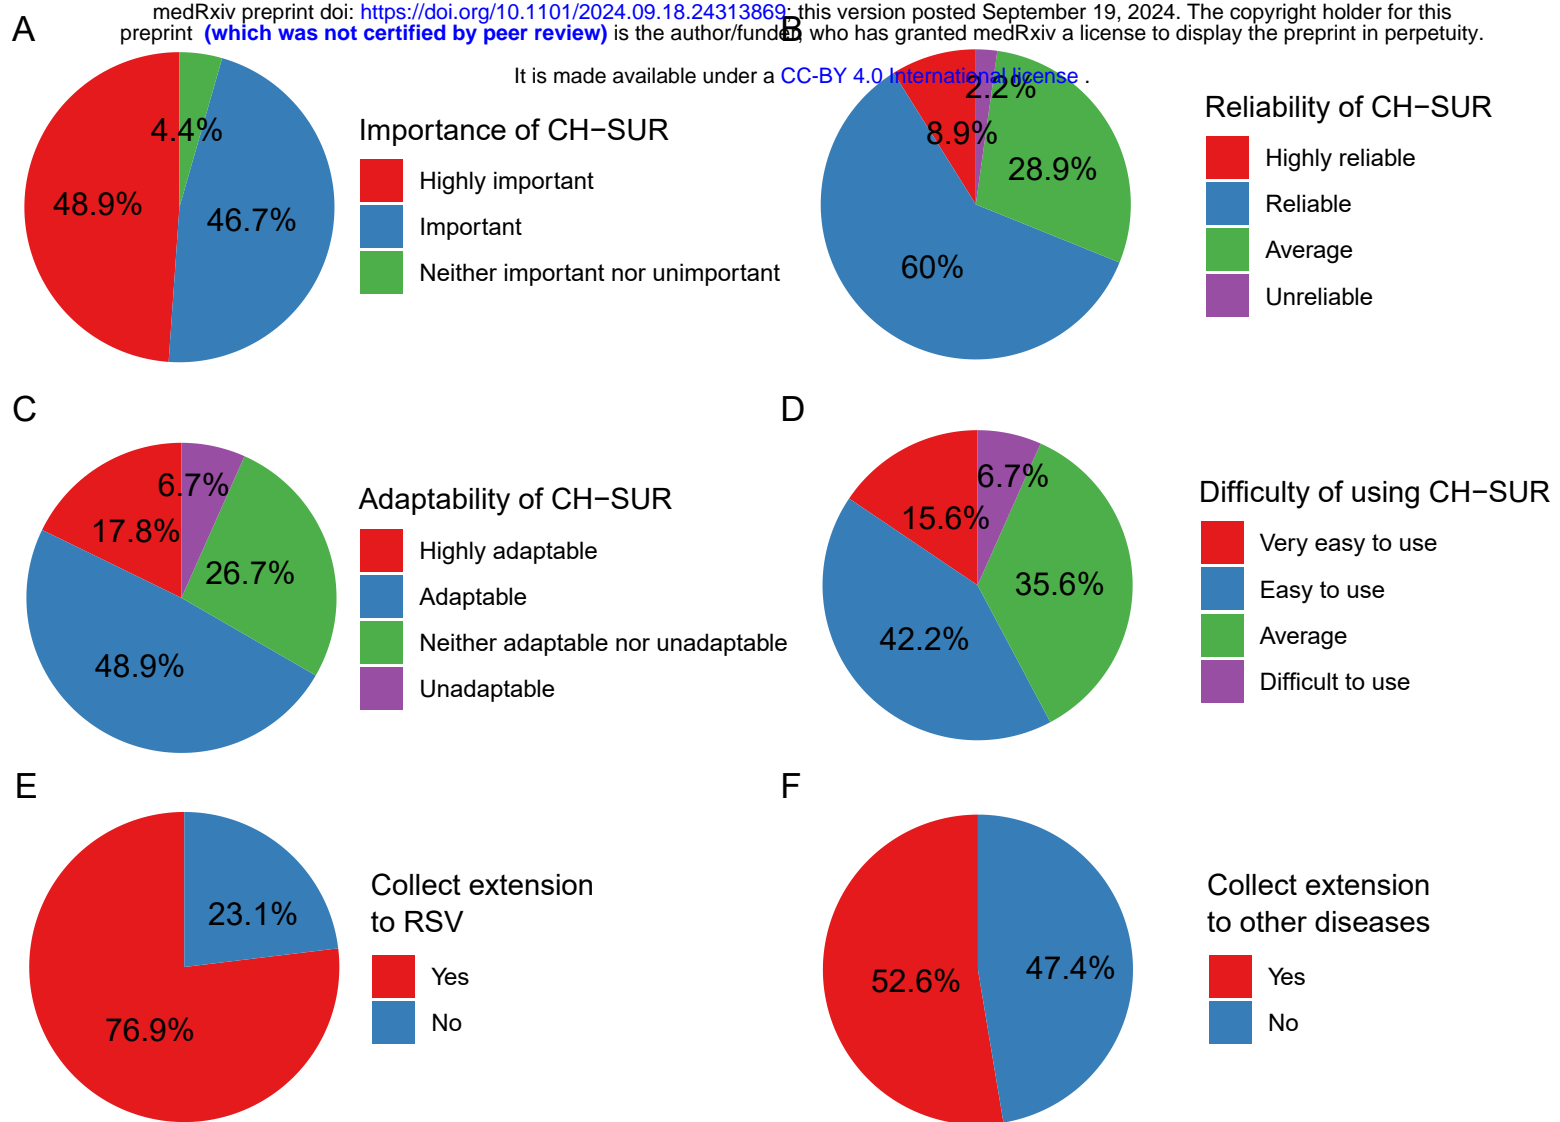 medRxiv preprint doi: https://doi.org/10.1101/2024.09.18.24313869; this version posted September 19, 2024. The copyright holder for this
preprint (which was not certified by peer review) is the author/funder, who has granted medRxiv a license to display the preprint in perpetuity.
It is made available under a CC-BY 4.0 International license .
A
4.4%
48.9%
46.7%
Importance of CH−SUR
Highly important
Important
Neither important nor unimportant
B
2.2%
8.9%
28.9%
60%
Reliability of CH−SUR
Highly reliable
Reliable
Average
Unreliable
C
6.7%
17.8%
26.7%
48.9%
Adaptability of CH−SUR
Highly adaptable
Adaptable
Neither adaptable nor unadaptable
Unadaptable
D
6.7%
15.6%
35.6%
42.2%
Difficulty of using CH−SUR
Very easy to use
Easy to use
Average
Difficult to use
E
23.1%
76.9%
Collect extension
to RSV
Yes
No
F
47.4%
52.6%
Collect extension
to other diseases
Yes
No